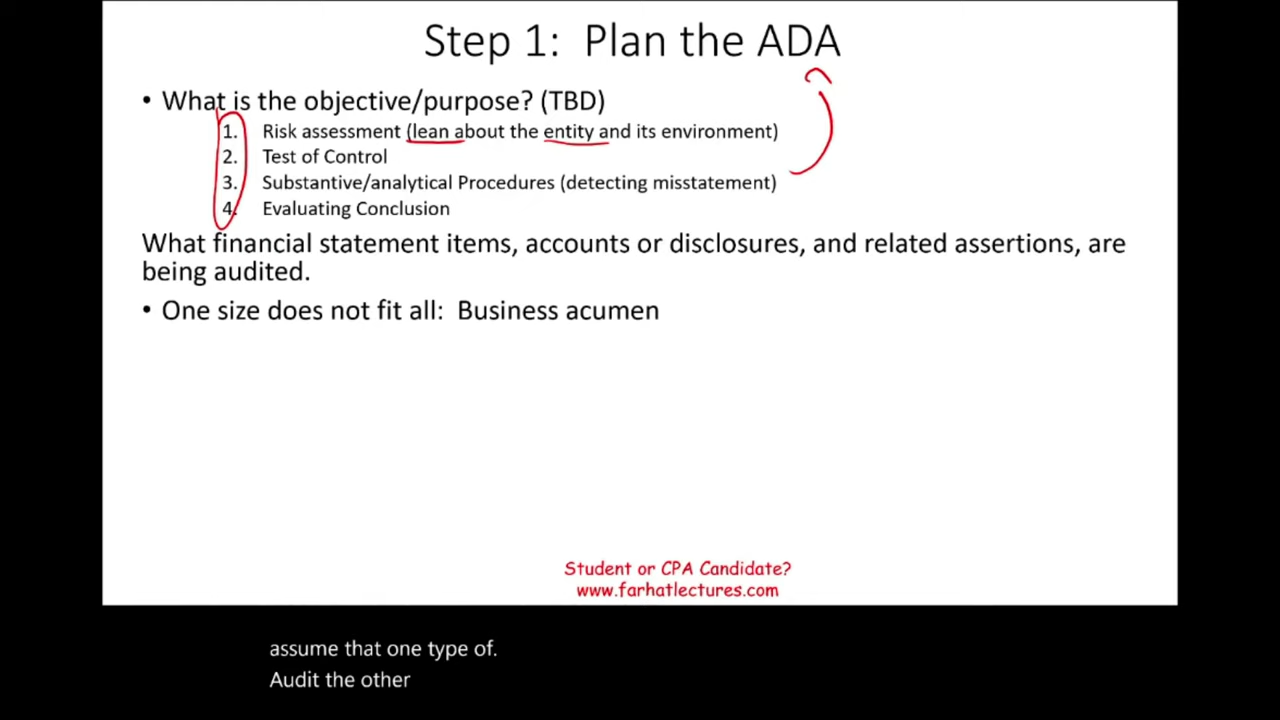 Step 1: Plan the ADA
• What is the objective/purpose? (TBD)
1. Risk assessment (lean about the entity and its environment)
2. Test of Control
3. Substantive/analytical Procedures (detecting misstatement)
4. Evaluating Conclusion
What financial statement items, accounts or disclosures, and related assertions, are
being audited.
• One size does not fit all: Business acumen
Student or CPA Candidate?
www.farhatlectures.com
assume that one type of.
Audit the other